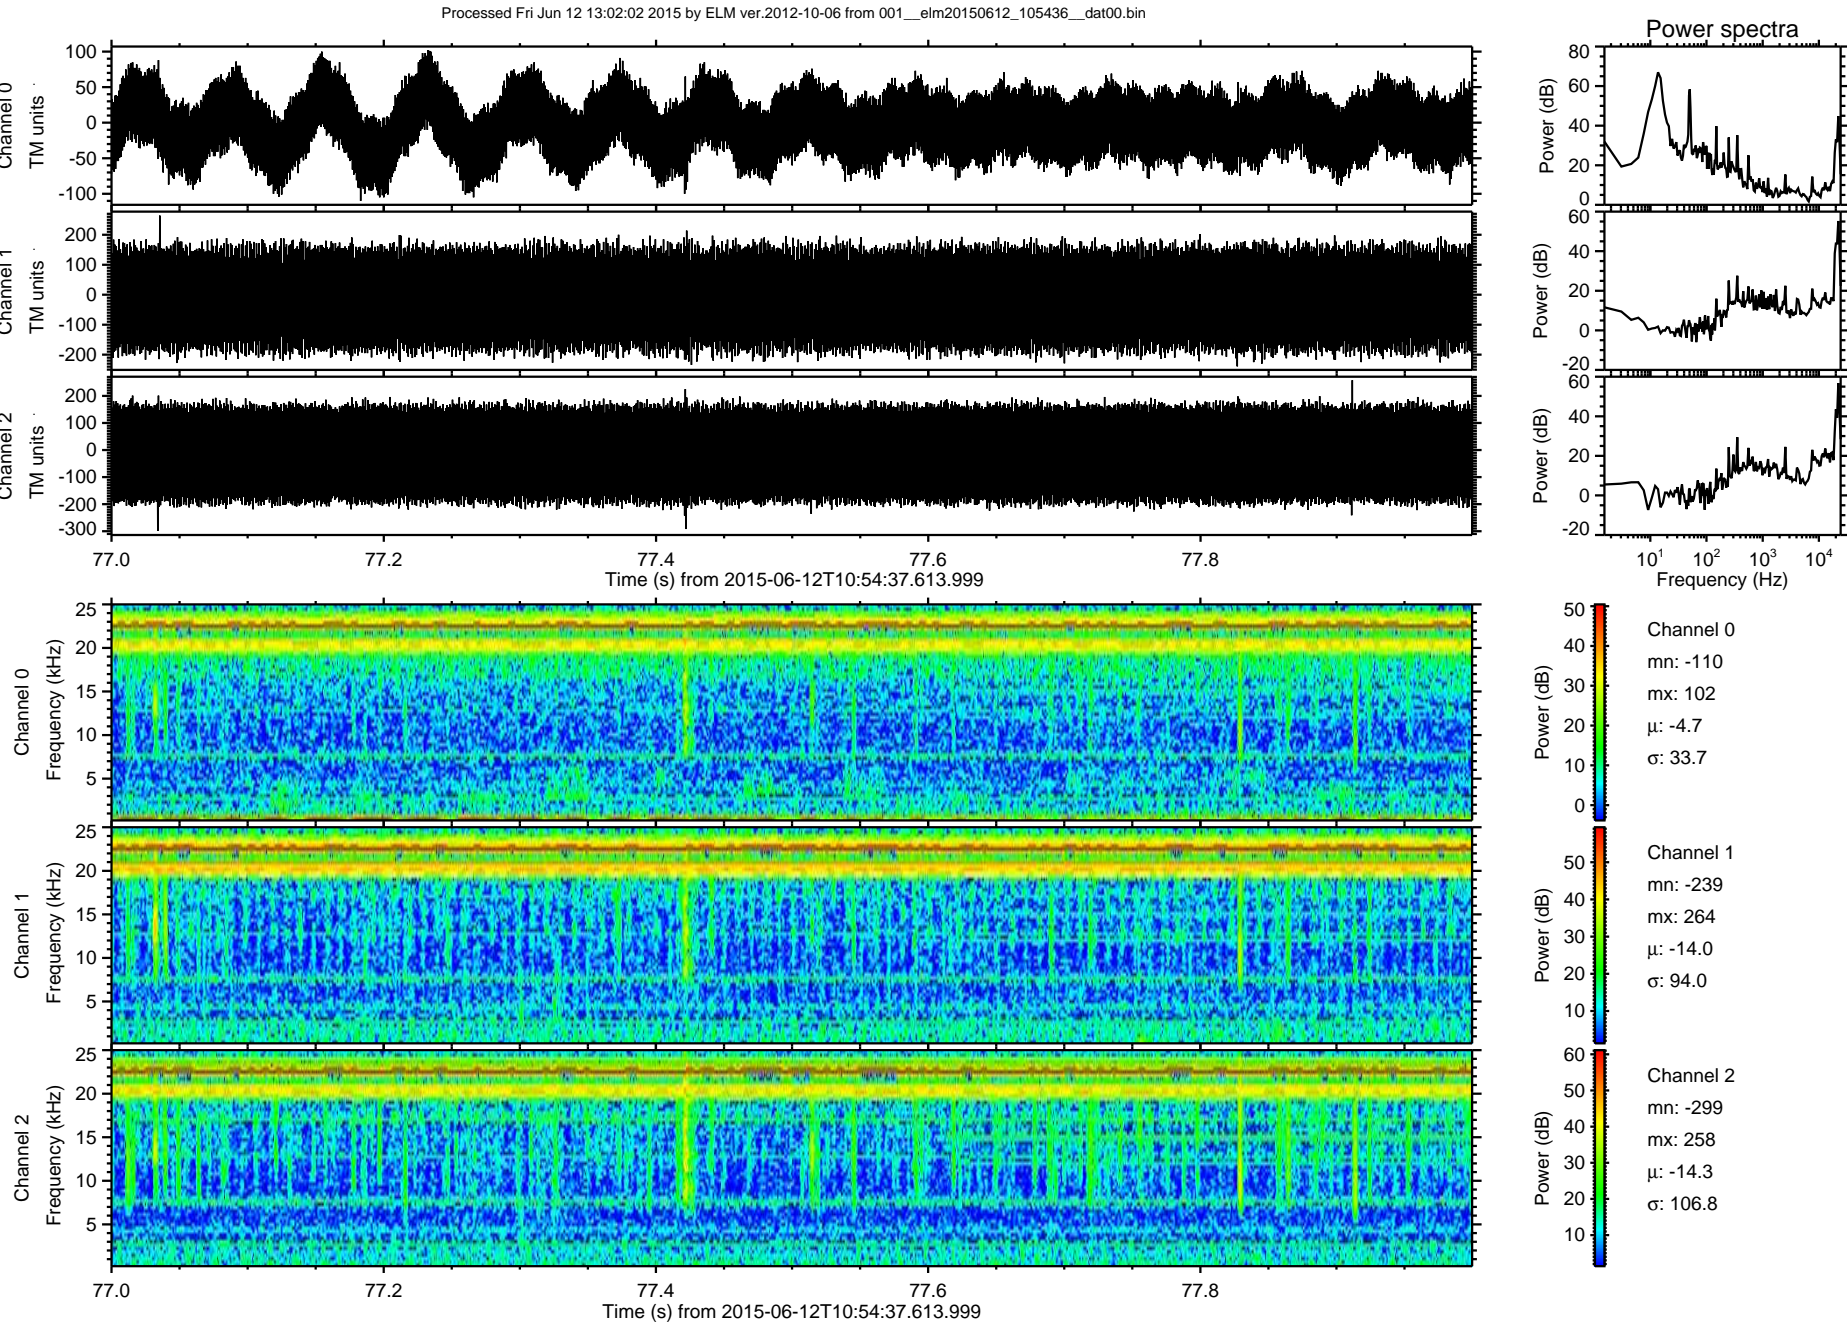 Processed Fri Jun 12 13:02:02 2015 by ELM ver.2012-10-06 from 001__elm20150612_105436__dat00.bin
Power spectra
Channel 0
TM units
100
50
0
-50
-100
Power (dB)
80
60
40
20
0
Channel 1
TM units
200
100
0
-100
-200
Power (dB)
60
40
20
0
-20
Channel 2
TM units
200
100
0
-100
-200
-300
Power (dB)
60
40
20
0
-20
77.0 77.2 77.4 77.6 77.8
Time (s) from 2015-06-12T10:54:37.613.999
10^1 10^2 10^3 10^4
Frequency (Hz)
Channel 0
Frequency (kHz)
25
20
15
10
5
Power (dB)
50
40
30
20
10
0
Channel 0
mn: -110
mx: 102
μ: -4.7
σ: 33.7
Channel 1
Frequency (kHz)
25
20
15
10
5
Power (dB)
50
40
30
20
10
Channel 1
mn: -239
mx: 264
μ: -14.0
σ: 94.0
Channel 2
Frequency (kHz)
25
20
15
10
5
Power (dB)
60
50
40
30
20
10
Channel 2
mn: -299
mx: 258
μ: -14.3
σ: 106.8
77.0 77.2 77.4 77.6 77.8
Time (s) from 2015-06-12T10:54:37.613.999